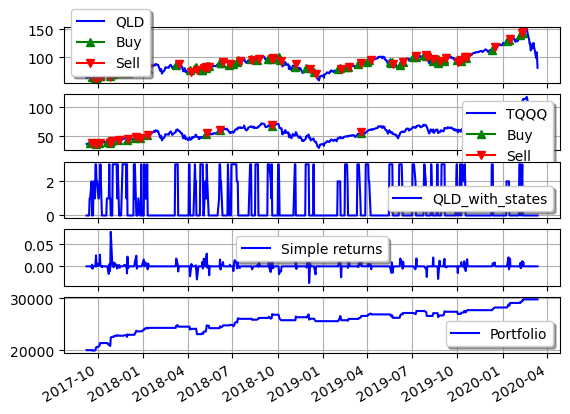 QLD
Buy
Sell
100
50
TQQQ
Buy
Sell
100
50
QLD_with_states
2
0
Simple returns
0.05
0.00
Portfolio
30000
20000
2017-10
2018-01
2018-04
2018-07
2018-10
2019-01
2019-04
2019-07
2019-10
2020-01
2020-04